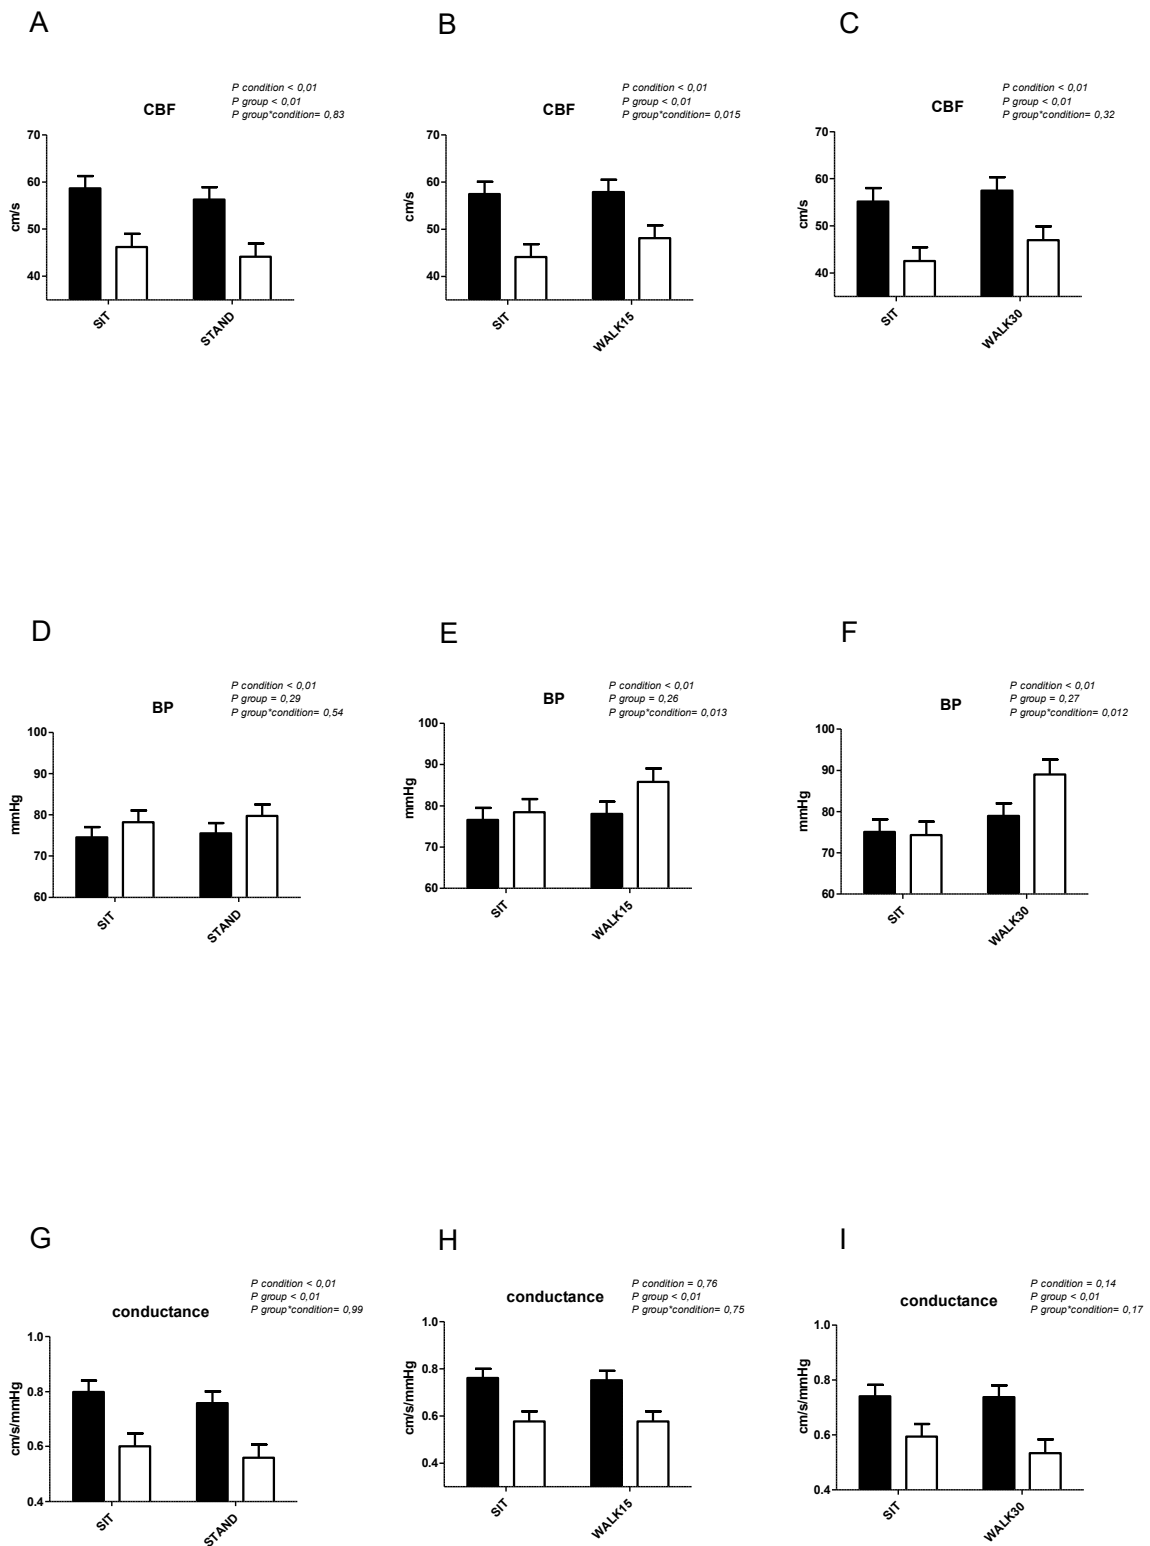 A
B
C
CBF
P condition < 0,01
P group < 0,01
P group*condition= 0,83
70
60
50
40
cm/s
SIT
STAND
CBF
P condition < 0,01
P group < 0,01
P group*condition= 0,015
70
60
50
40
cm/s
SIT
WALK15
CBF
P condition < 0,01
P group < 0,01
P group*condition= 0,32
70
60
50
40
cm/s
SIT
WALK30
D
E
F
BP
P condition < 0,01
P group = 0,29
P group*condition= 0,54
100
90
80
70
60
mmHg
SIT
STAND
BP
P condition < 0,01
P group = 0,26
P group*condition= 0,013
100
90
80
70
60
mmHg
SIT
WALK15
BP
P condition < 0,01
P group = 0,27
P group*condition= 0,012
100
90
80
70
60
mmHg
SIT
WALK30
G
H
I
conductance
P condition < 0,01
P group < 0,01
P group*condition= 0,99
1.0
0.8
0.6
0.4
cm/s/mmHg
SIT
STAND
conductance
P condition = 0,76
P group < 0,01
P group*condition= 0,75
1.0
0.8
0.6
0.4
cm/s/mmHg
SIT
WALK15
conductance
P condition = 0,14
P group < 0,01
P group*condition= 0,17
1.0
0.8
0.6
0.4
cm/s/mmHg
SIT
WALK30